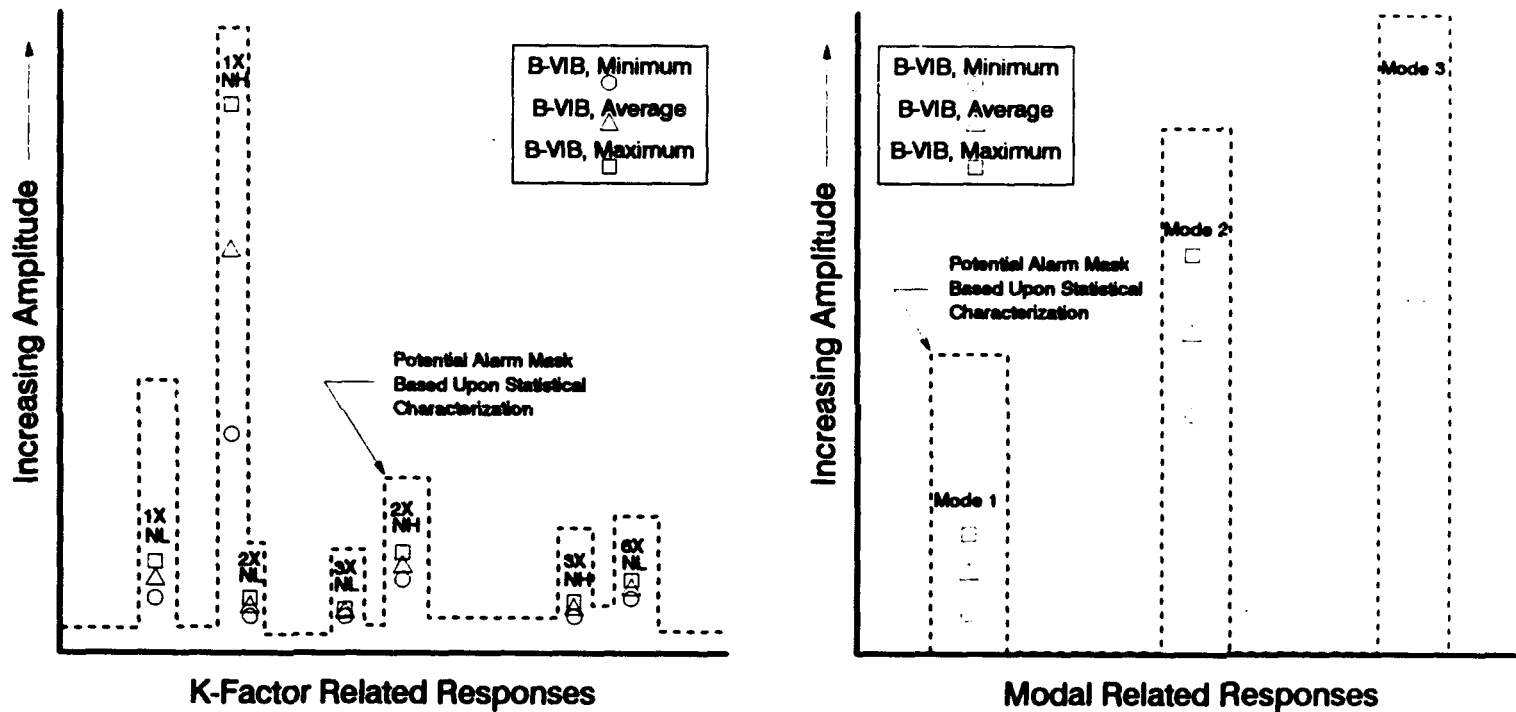 Increasing Amplitude
1X
NH
B-VIB, Minimum
B-VIB, Average
B-VIB, Maximum
Potential Alarm Mask
Based Upon Statistical
Characterization
1X
NL
2X
NL
3X
NL
2X
NH
3X
NH
6X
NL
K-Factor Related Responses
Increasing Amplitude
B-VIB, Minimum
B-VIB, Average
B-VIB, Maximum
Mode 3
Mode 2
Potential Alarm Mask
Based Upon Statistical
Characterization
Mode 1
Modal Related Responses